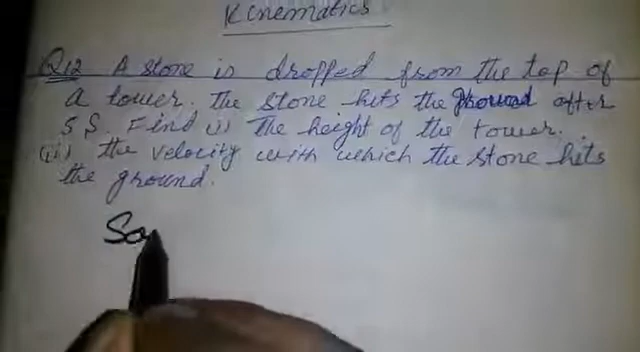 Kinematics
Q12 A stone is dropped from the top of
a tower. The stone hits the ground after
5 S. Find (i) The height of the tower.
(ii) the velocity with which the stone hits
the ground.
So